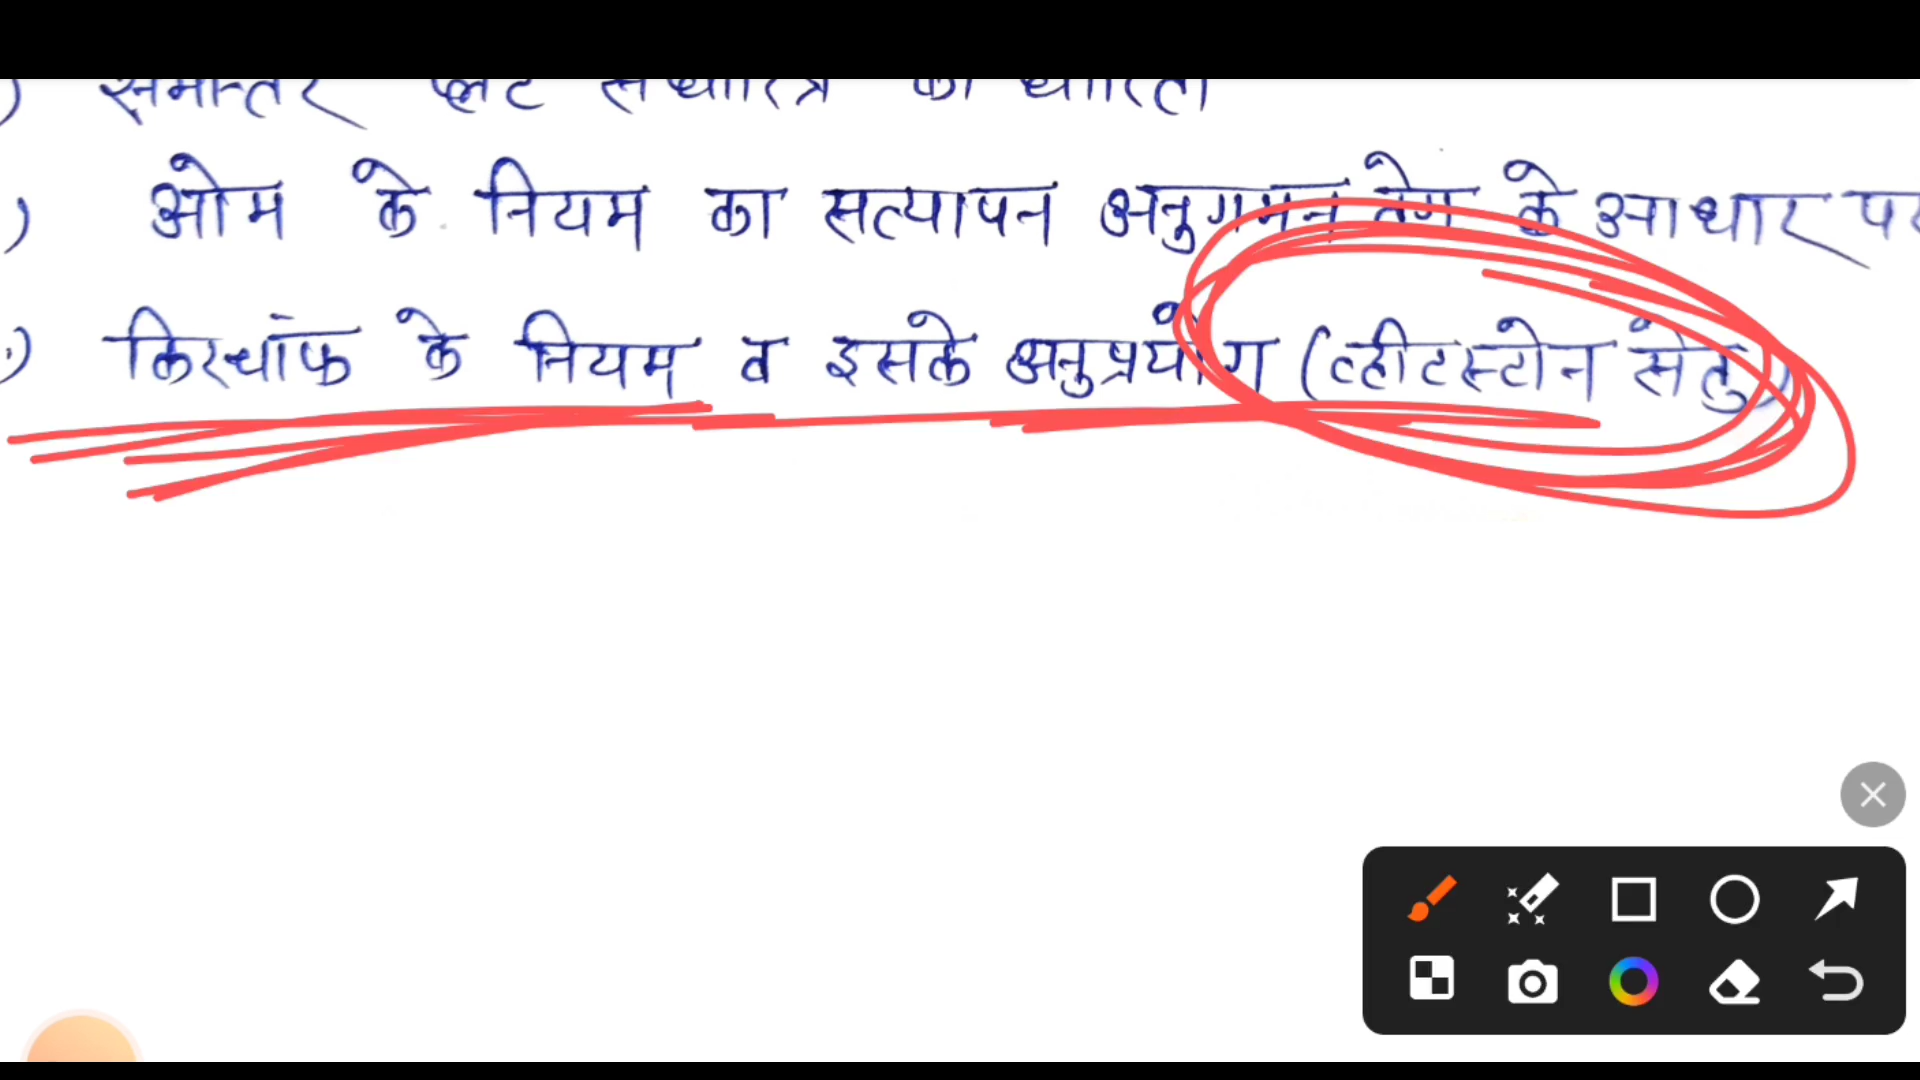 ) समान्तर प्लेट संधारित्र की धारिता
) ओम के नियम का सत्यापन अनुगमन वेग के आधार पर
) किरचॉफ के नियम व इसके अनुप्रयोग (व्हीटस्टोन सेतु)